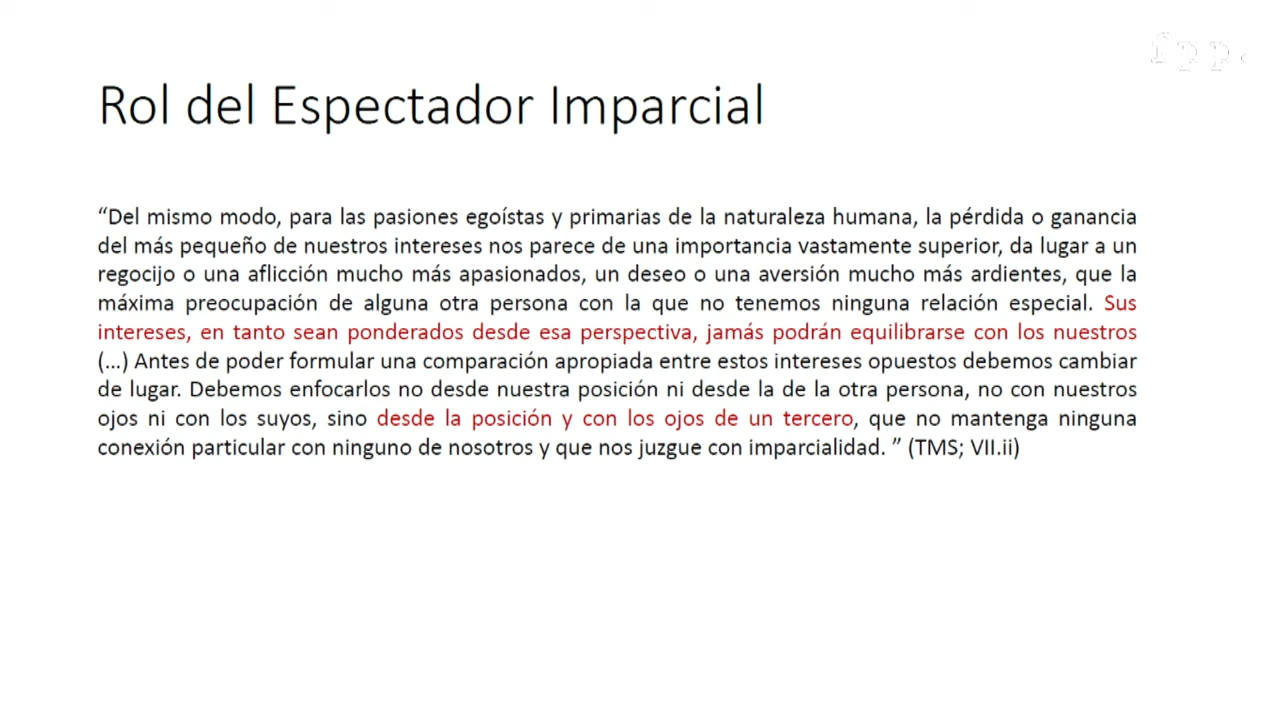 fpp.
Rol del Espectador Imparcial
“Del mismo modo, para las pasiones egoístas y primarias de la naturaleza humana, la pérdida o ganancia
del más pequeño de nuestros intereses nos parece de una importancia vastamente superior, da lugar a un
regocijo o una aflicción mucho más apasionados, un deseo o una aversión mucho más ardientes, que la
máxima preocupación de alguna otra persona con la que no tenemos ninguna relación especial. Sus
intereses, en tanto sean ponderados desde esa perspectiva, jamás podrán equilibrarse con los nuestros
(...) Antes de poder formular una comparación apropiada entre estos intereses opuestos debemos cambiar
de lugar. Debemos enfocarlos no desde nuestra posición ni desde la de la otra persona, no con nuestros
ojos ni con los suyos, sino desde la posición y con los ojos de un tercero, que no mantenga ninguna
conexión particular con ninguno de nosotros y que nos juzgue con imparcialidad. ” (TMS; VII.ii)